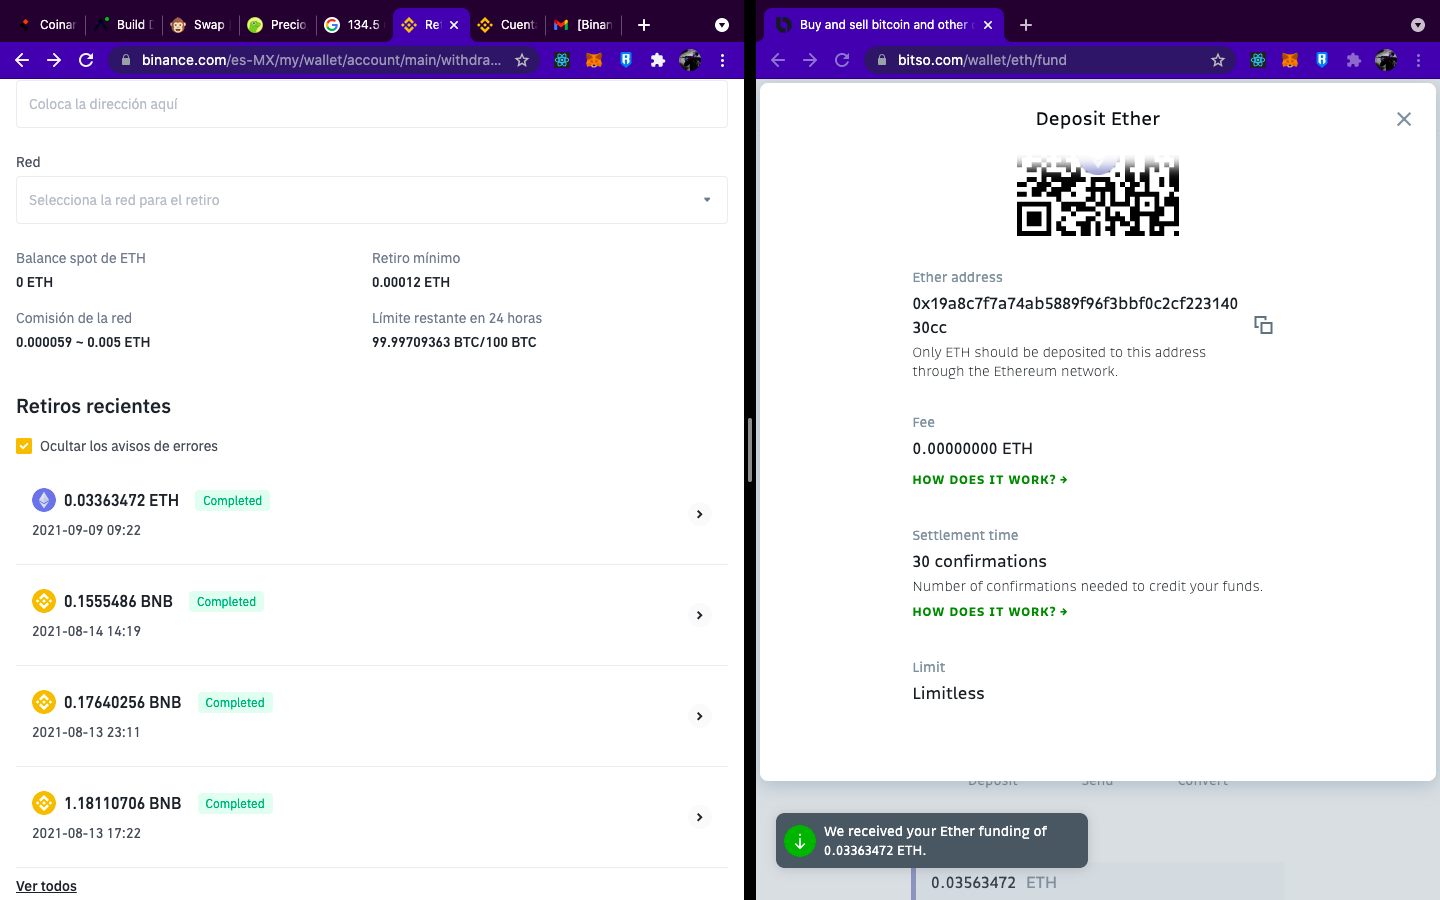 Coinar
Build D
Swap
Precio
134.5
Re
Cuent
[Binan
binance.com/es-MX/my/wallet/account/main/withdra...
Coloca la dirección aquí
Red
Selecciona la red para el retiro
Balance spot de ETH
0 ETH
Retiro mínimo
0.00012 ETH
Comisión de la red
0.000059 ~ 0.005 ETH
Límite restante en 24 horas
99.99709363 BTC/100 BTC
Retiros recientes
Ocultar los avisos de errores
0.03363472 ETH Completed
2021-09-09 09:22
0.1555486 BNB Completed
2021-08-14 14:19
0.17640256 BNB Completed
2021-08-13 23:11
1.18110706 BNB Completed
2021-08-13 17:22
Ver todos
Buy and sell bitcoin and other
bitso.com/wallet/eth/fund
Deposit Ether
Ether address
0x19a8c7f7a74ab5889f96f3bbf0c2cf223140
30cc
Only ETH should be deposited to this address
through the Ethereum network.
Fee
0.00000000 ETH
HOW DOES IT WORK?
Settlement time
30 confirmations
Number of confirmations needed to credit your funds.
HOW DOES IT WORK?
Limit
Limitless
Deposit Send Convert
We received your Ether funding of
0.03363472 ETH.
0.03563472 ETH